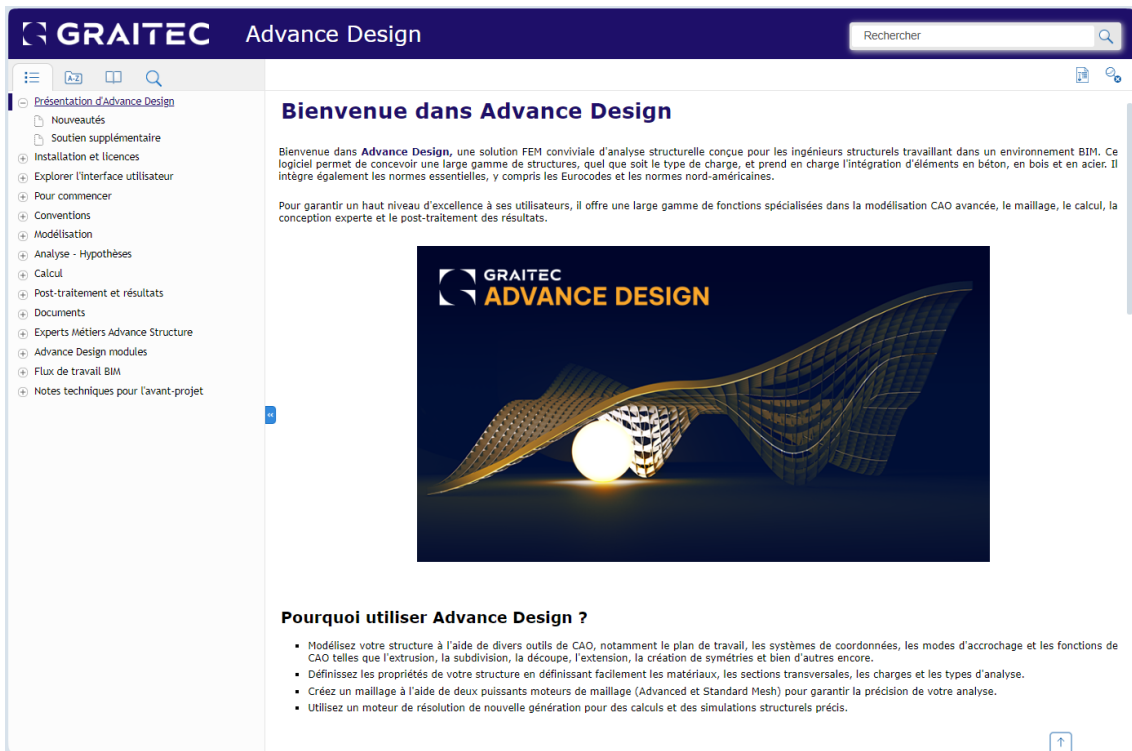 GRAITEC Advance Design
Rechercher
A-Z
Présentation d'Advance Design
Nouveautés
Soutien supplémentaire
Installation et licences
Explorer l'interface utilisateur
Pour commencer
Conventions
Modélisation
Analyse - Hypothèses
Calcul
Post-traitement et résultats
Documents
Experts Métiers Advance Structure
Advance Design modules
Flux de travail BIM
Notes techniques pour l'avant-projet
Bienvenue dans Advance Design
Bienvenue dans Advance Design, une solution FEM conviviale d'analyse structurelle conçue pour les ingénieurs structurels travaillant dans un environnement BIM. Ce
logiciel permet de concevoir une large gamme de structures, quel que soit le type de charge, et prend en charge l'intégration d'éléments en béton, en bois et en acier. Il
intègre également les normes essentielles, y compris les Eurocodes et les normes nord-américaines.
Pour garantir un haut niveau d'excellence à ses utilisateurs, il offre une large gamme de fonctions spécialisées dans la modélisation CAO avancée, le maillage, le calcul, la
conception experte et le post-traitement des résultats.
GRAITEC
ADVANCE DESIGN
Pourquoi utiliser Advance Design ?
▪ Modélisez votre structure à l'aide de divers outils de CAO, notamment le plan de travail, les systèmes de coordonnées, les modes d'accrochage et les fonctions de
CAO telles que l'extrusion, la subdivision, la découpe, l'extension, la création de symétries et bien d'autres encore.
▪ Définissez les propriétés de votre structure en définissant facilement les matériaux, les sections transversales, les charges et les types d'analyse.
▪ Créez un maillage à l'aide de deux puissants moteurs de maillage (Advanced et Standard Mesh) pour garantir la précision de votre analyse.
▪ Utilisez un moteur de résolution de nouvelle génération pour des calculs et des simulations structurels précis.